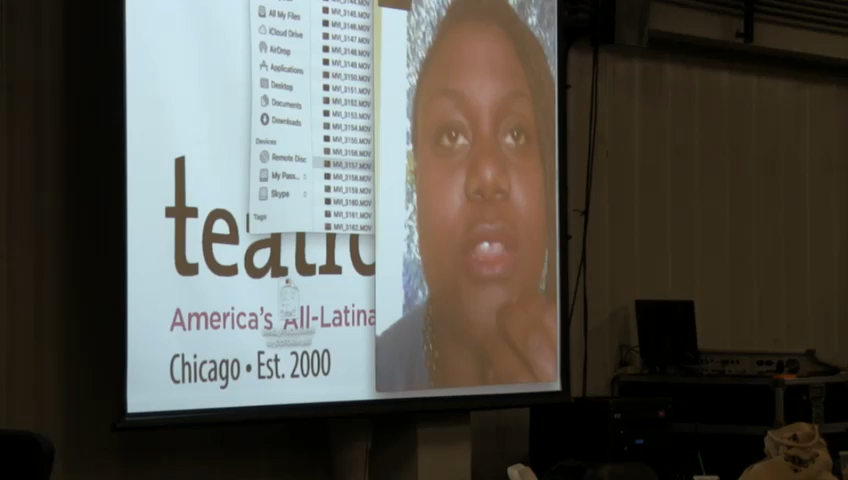 All My Files
iCloud Drive
AirDrop
Applications
Desktop
Documents
Downloads
Devices
Remote Disc
My Pass...
Skype
Tags
MVI_3146.MOV
MVI_3147.MOV
MVI_3148.MOV
MVI_3149.MOV
MVI_3150.MOV
MVI_3151.MOV
MVI_3152.MOV
MVI_3153.MOV
MVI_3154.MOV
MVI_3155.MOV
MVI_3156.MOV
MVI_3157.MOV
MVI_3158.MOV
MVI_3159.MOV
MVI_3160.MOV
MVI_3161.MOV
MVI_3162.MOV
America's All-Latina
Chicago • Est. 2000